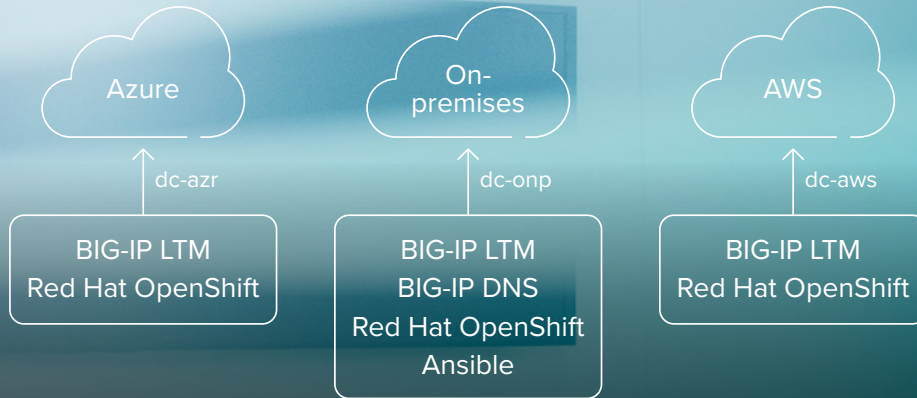 Azure
On-
premises
AWS
dc-azr
dc-onp
dc-aws
BIG-IP LTM
Red Hat OpenShift
BIG-IP LTM
BIG-IP DNS
Red Hat OpenShift
Ansible
BIG-IP LTM
Red Hat OpenShift